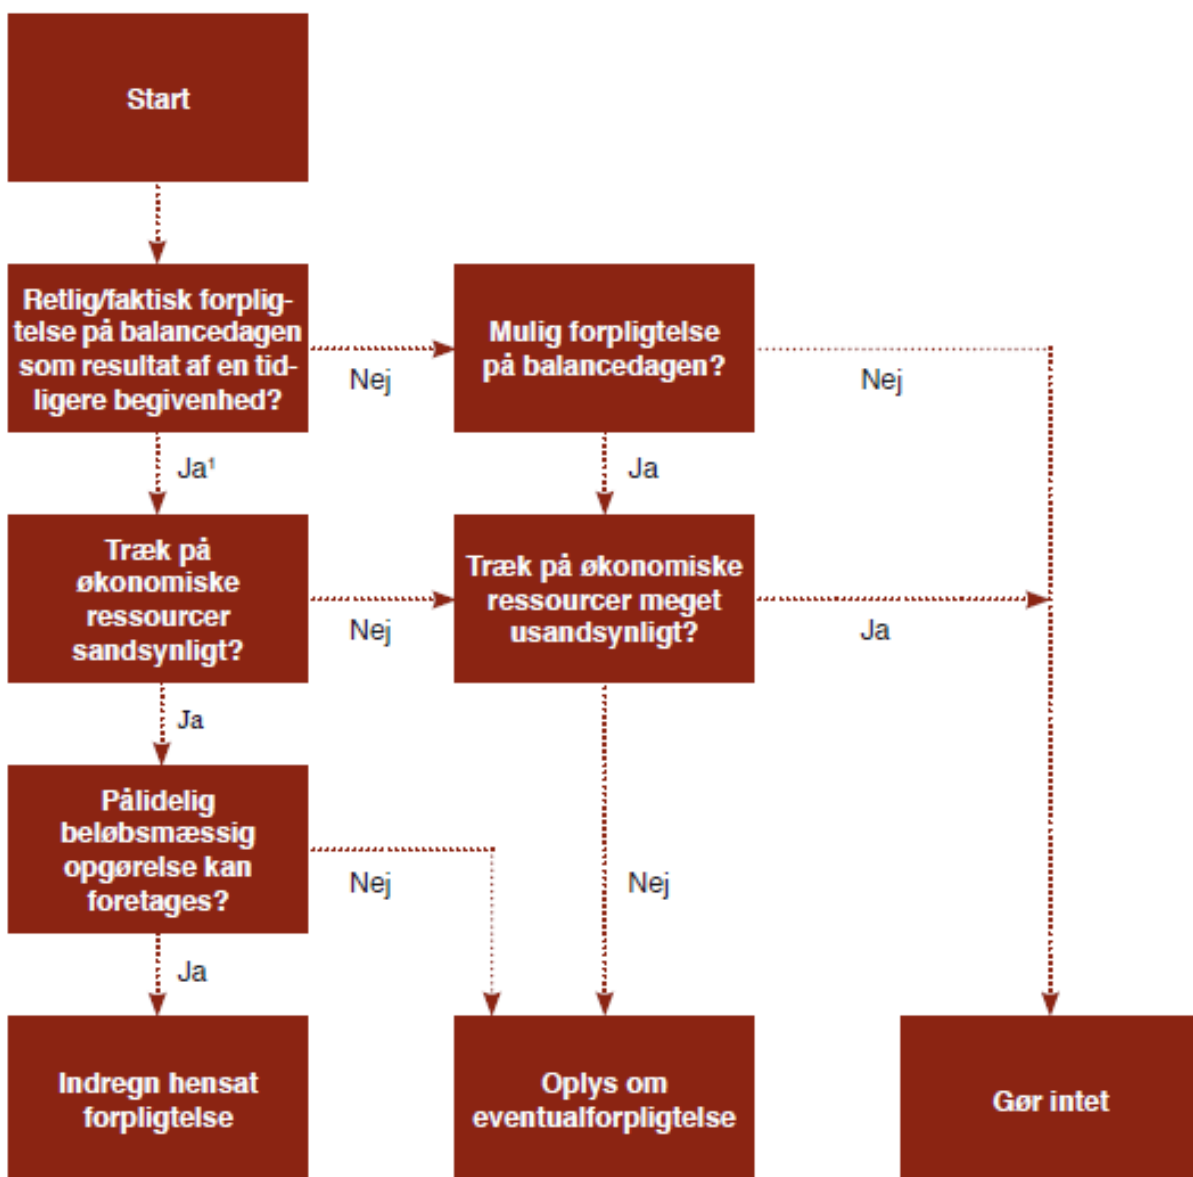 Start
Retlig/faktisk forplig-
telse på balancedagen
som resultat af en tid-
ligere begivenhed?
Nej
Mulig forpligtelse
på balancedagen?
Nej
Ja¹
Ja
Træk på
økonomiske
ressourcer
sandsynligt?
Nej
Træk på økonomiske
ressourcer meget
usandsynligt?
Ja
Ja
Pålidelig
beløbsmæssig
opgørelse kan
foretages?
Nej
Nej
Ja
Indregn hensat
forpligtelse
Oplys om
eventualforpligtelse
Gør intet